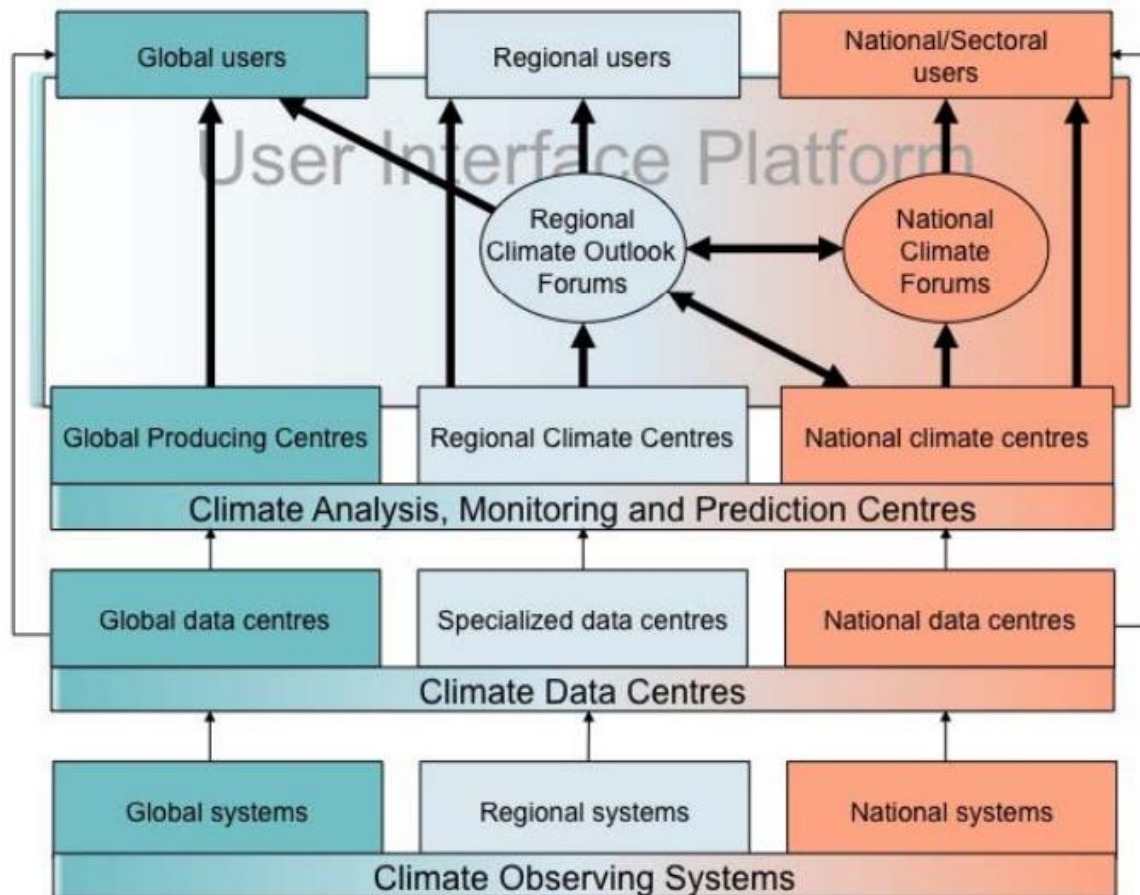 Global users
Regional users
National/Sectoral
users
User Interface Platform
Regional
Climate Outlook
Forums
National
Climate
Forums
Global Producing Centres
Regional Climate Centres
National climate centres
Climate Analysis, Monitoring and Prediction Centres
Global data centres
Specialized data centres
National data centres
Climate Data Centres
Global systems
Regional systems
National systems
Climate Observing Systems